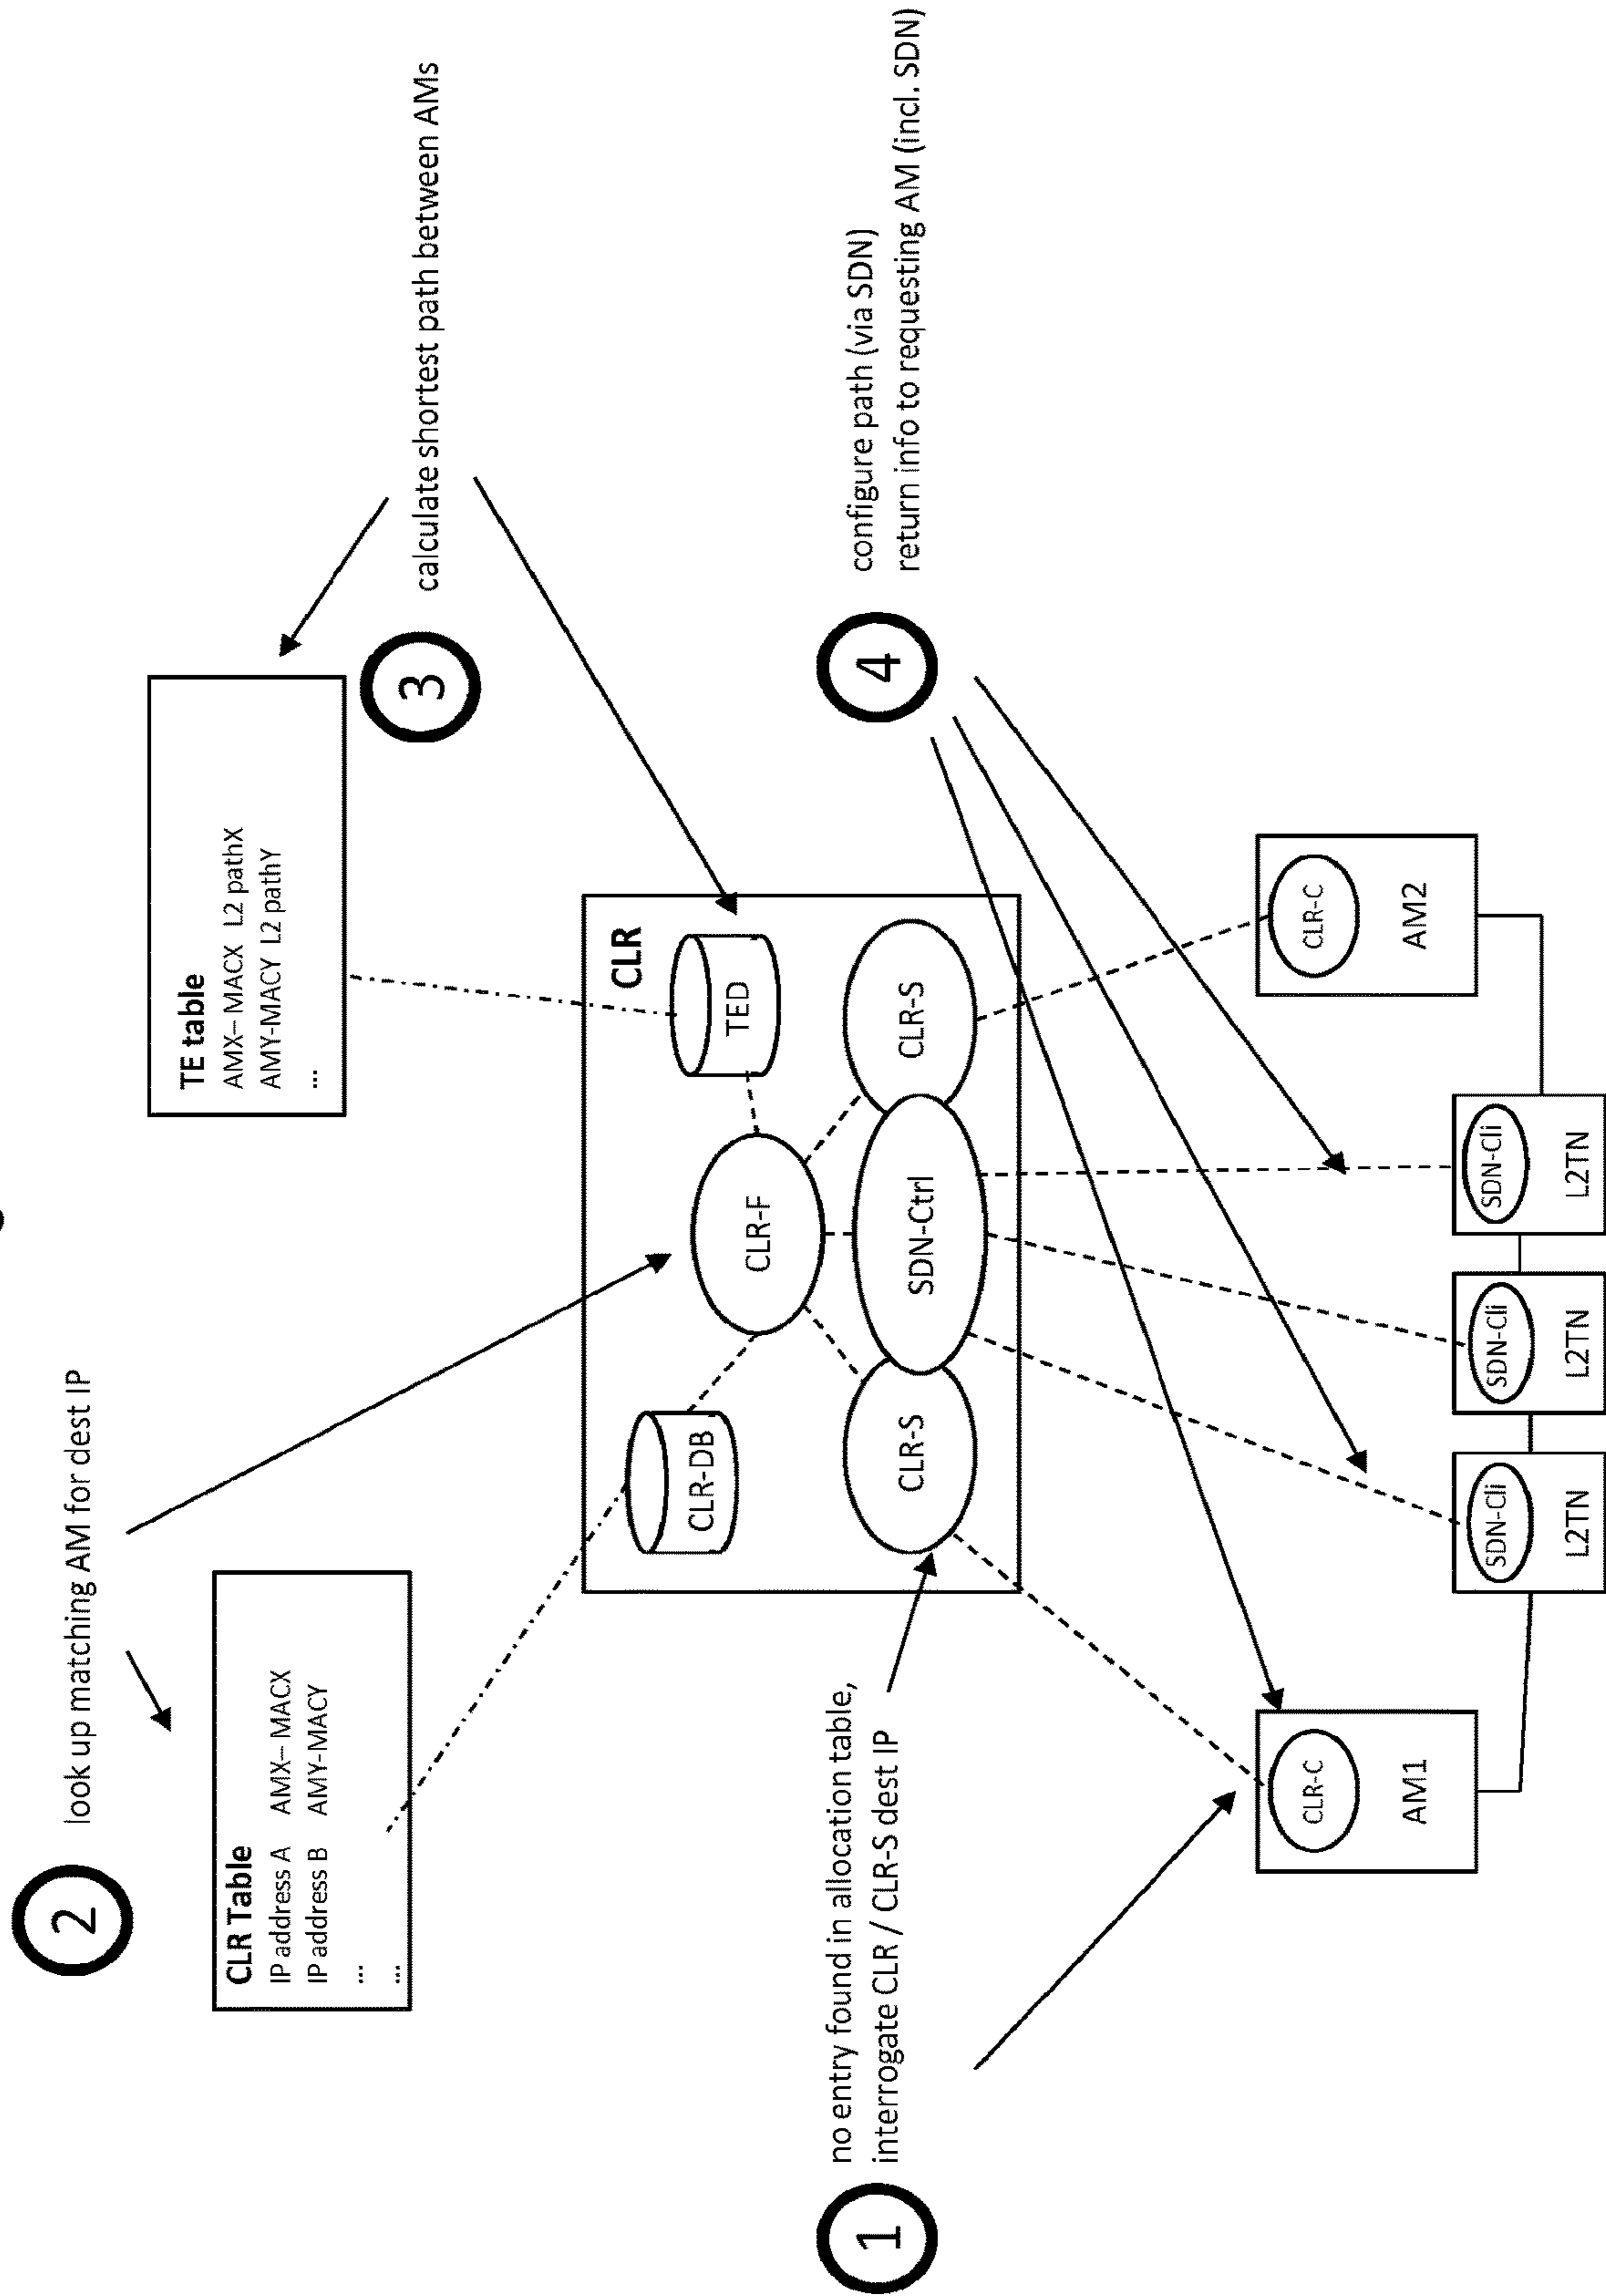 2
look up matching AM for dest IP
CLR Table
IP address A AMX–MACX
IP address B AMY-MACY
...
...
TE table
AMX–MACX L2 pathX
AMY-MACY L2 pathY
...
3
calculate shortest path between AMs
CLR
CLR-DB
CLR-F
TED
CLR-S
SDN-Ctrl
CLR-S
1
no entry found in allocation table,
interrogate CLR / CLR-S dest IP
4
configure path (via SDN)
return info to requesting AM (incl. SDN)
CLR-C
AM1
CLR-C
AM2
SDN-Cli
L2TN
SDN-Cli
L2TN
SDN-Cli
L2TN